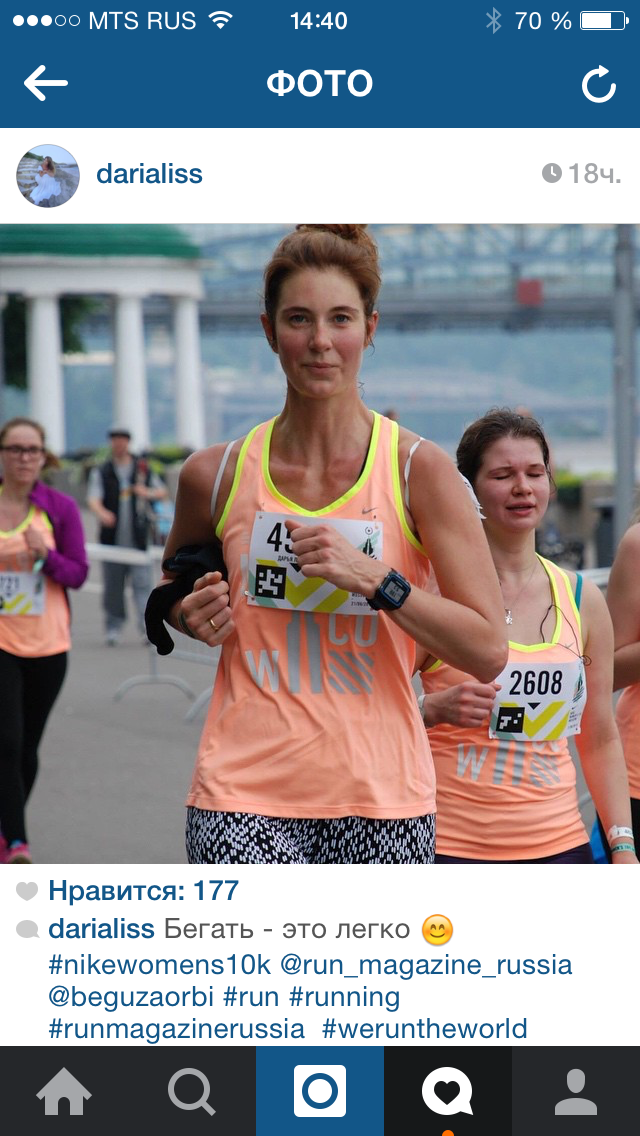 MTS RUS 14:40 70 %
ФОТО
darialiss 18ч.
2608
Нравится: 177
darialiss Бегать - это легко 😊
#nikewomens10k @run_magazine_russia
@beguzaorbi #run #running
#runmagazinerussia #weruntheworld